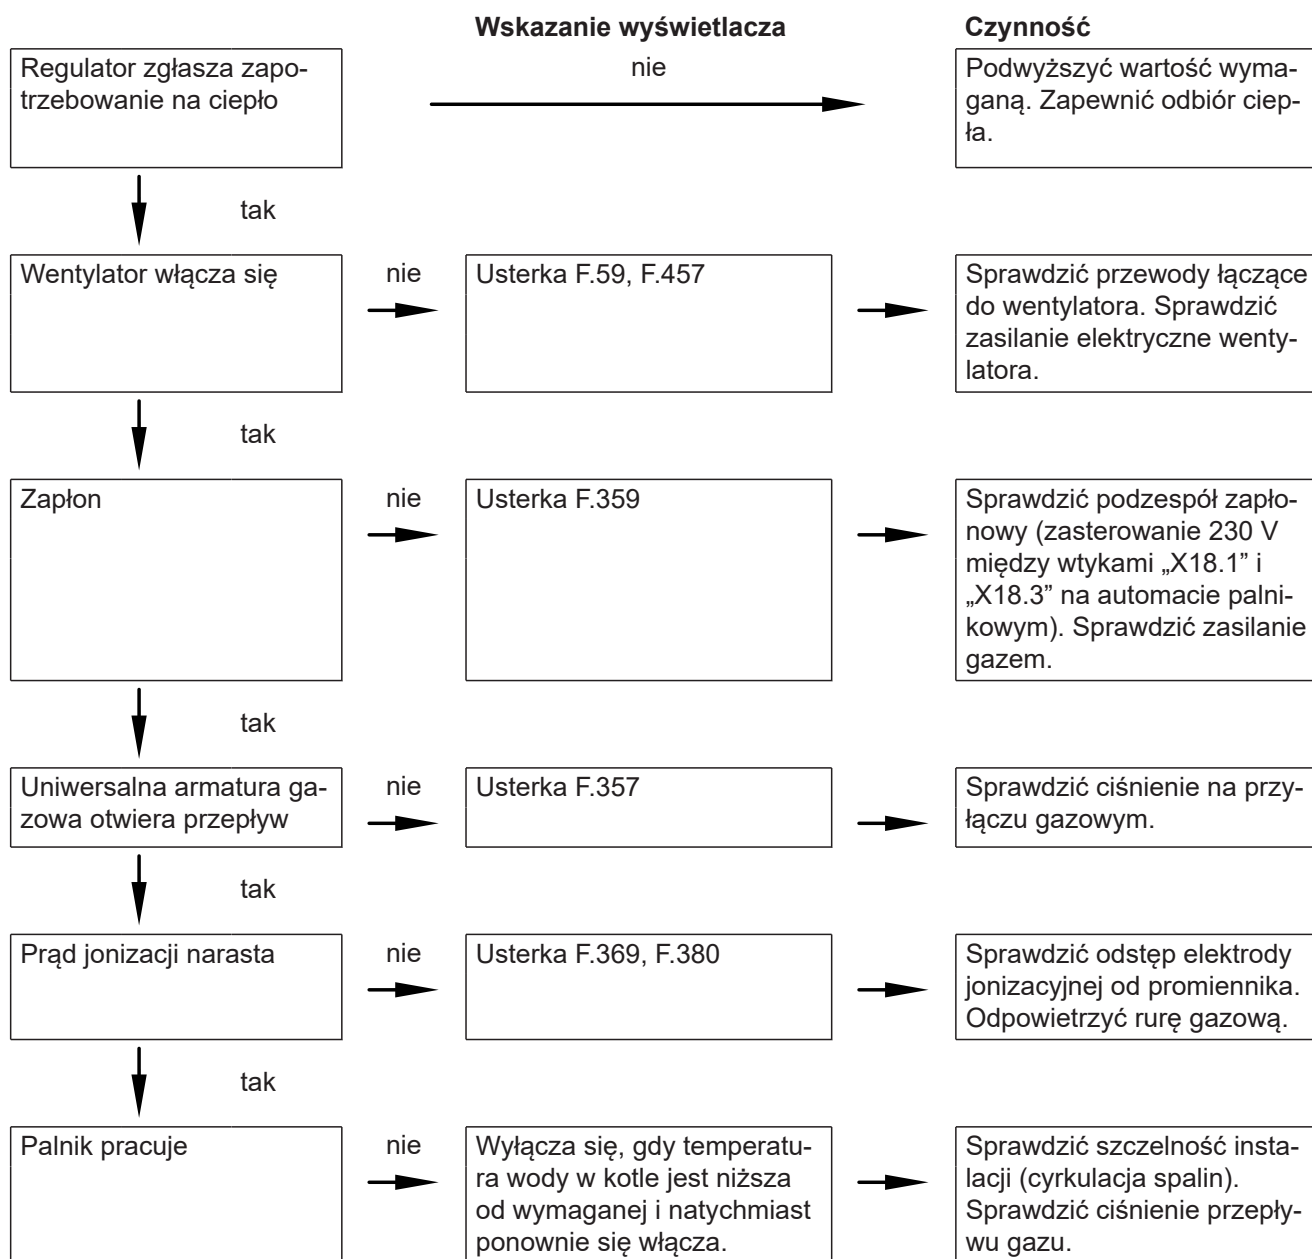 Wskazanie wyświetlacza
Czynność
Regulator zgłasza zapo-
trzebowanie na ciepło
nie
Podwyższyć wartość wyma-
ganą. Zapewnić odbiór ciep-
ła.
tak
Wentylator włącza się
nie
Usterka F.59, F.457
Sprawdzić przewody łączące
do wentylatora. Sprawdzić
zasilanie elektryczne wenty-
latora.
tak
Zapłon
nie
Usterka F.359
Sprawdzić podzespół zapło-
nowy (zasterowanie 230 V
między wtykami „X18.1” i
„X18.3” na automacie palni-
kowym). Sprawdzić zasilanie
gazem.
tak
Uniwersalna armatura ga-
zowa otwiera przepływ
nie
Usterka F.357
Sprawdzić ciśnienie na przy-
łączu gazowym.
tak
Prąd jonizacji narasta
nie
Usterka F.369, F.380
Sprawdzić odstęp elektrody
jonizacyjnej od promiennika.
Odpowietrzyć rurę gazową.
tak
Palnik pracuje
nie
Wyłącza się, gdy temperatu-
ra wody w kotle jest niższa
od wymaganej i natychmiast
ponownie się włącza.
Sprawdzić szczelność insta-
lacji (cyrkulacja spalin).
Sprawdzić ciśnienie przepły-
wu gazu.